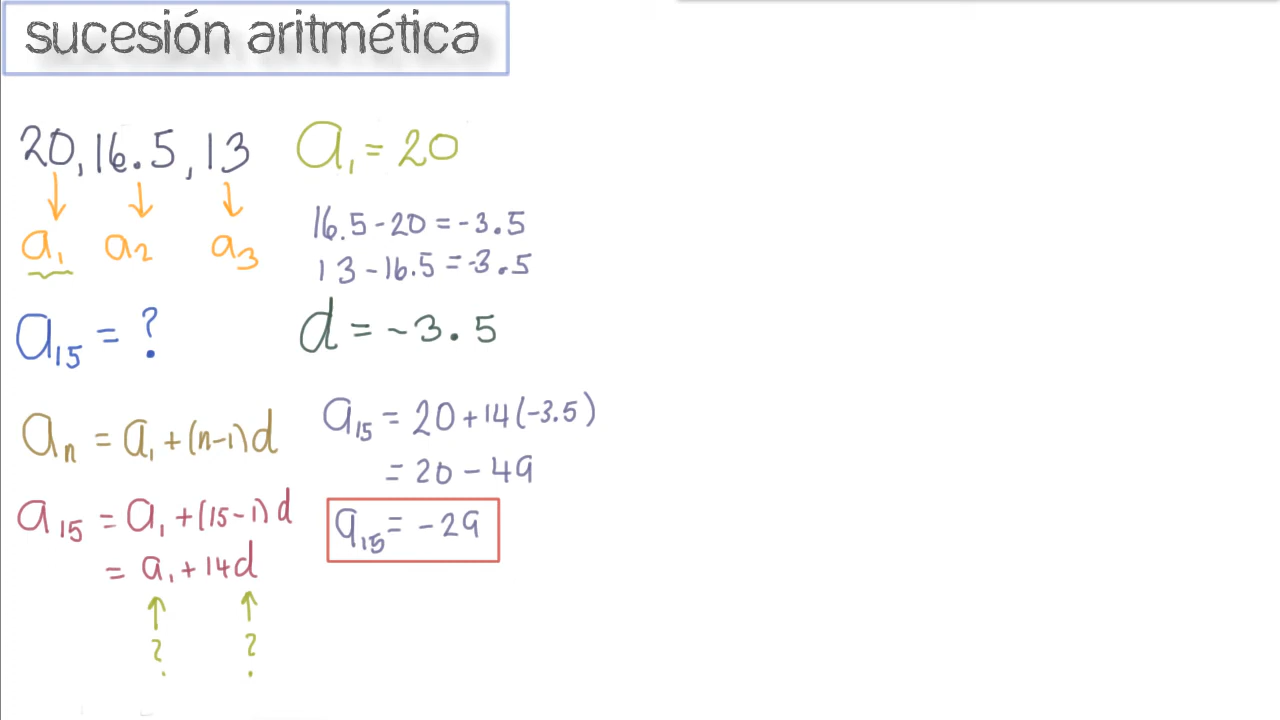 sucesión aritmética
20, 16.5, 13
a₁ a₂ a₃
a₁₅ = ?
aₙ = a₁ + (n-1)d
a₁₅ = a₁ + (15-1)d
= a₁ + 14d
? ?
a₁ = 20
16.5 - 20 = -3.5
13 - 16.5 = -3.5
d = -3.5
a₁₅ = 20 + 14(-3.5)
= 20 - 49
a₁₅ = -29